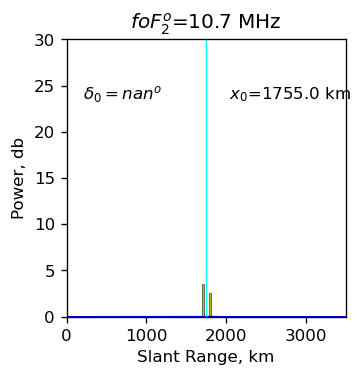 foF₂ᵒ=10.7 MHz
δ₀ = nanᵒ
x₀=1755.0 km
Power, db
30
25
20
15
10
5
0
0 1000 2000 3000
Slant Range, km